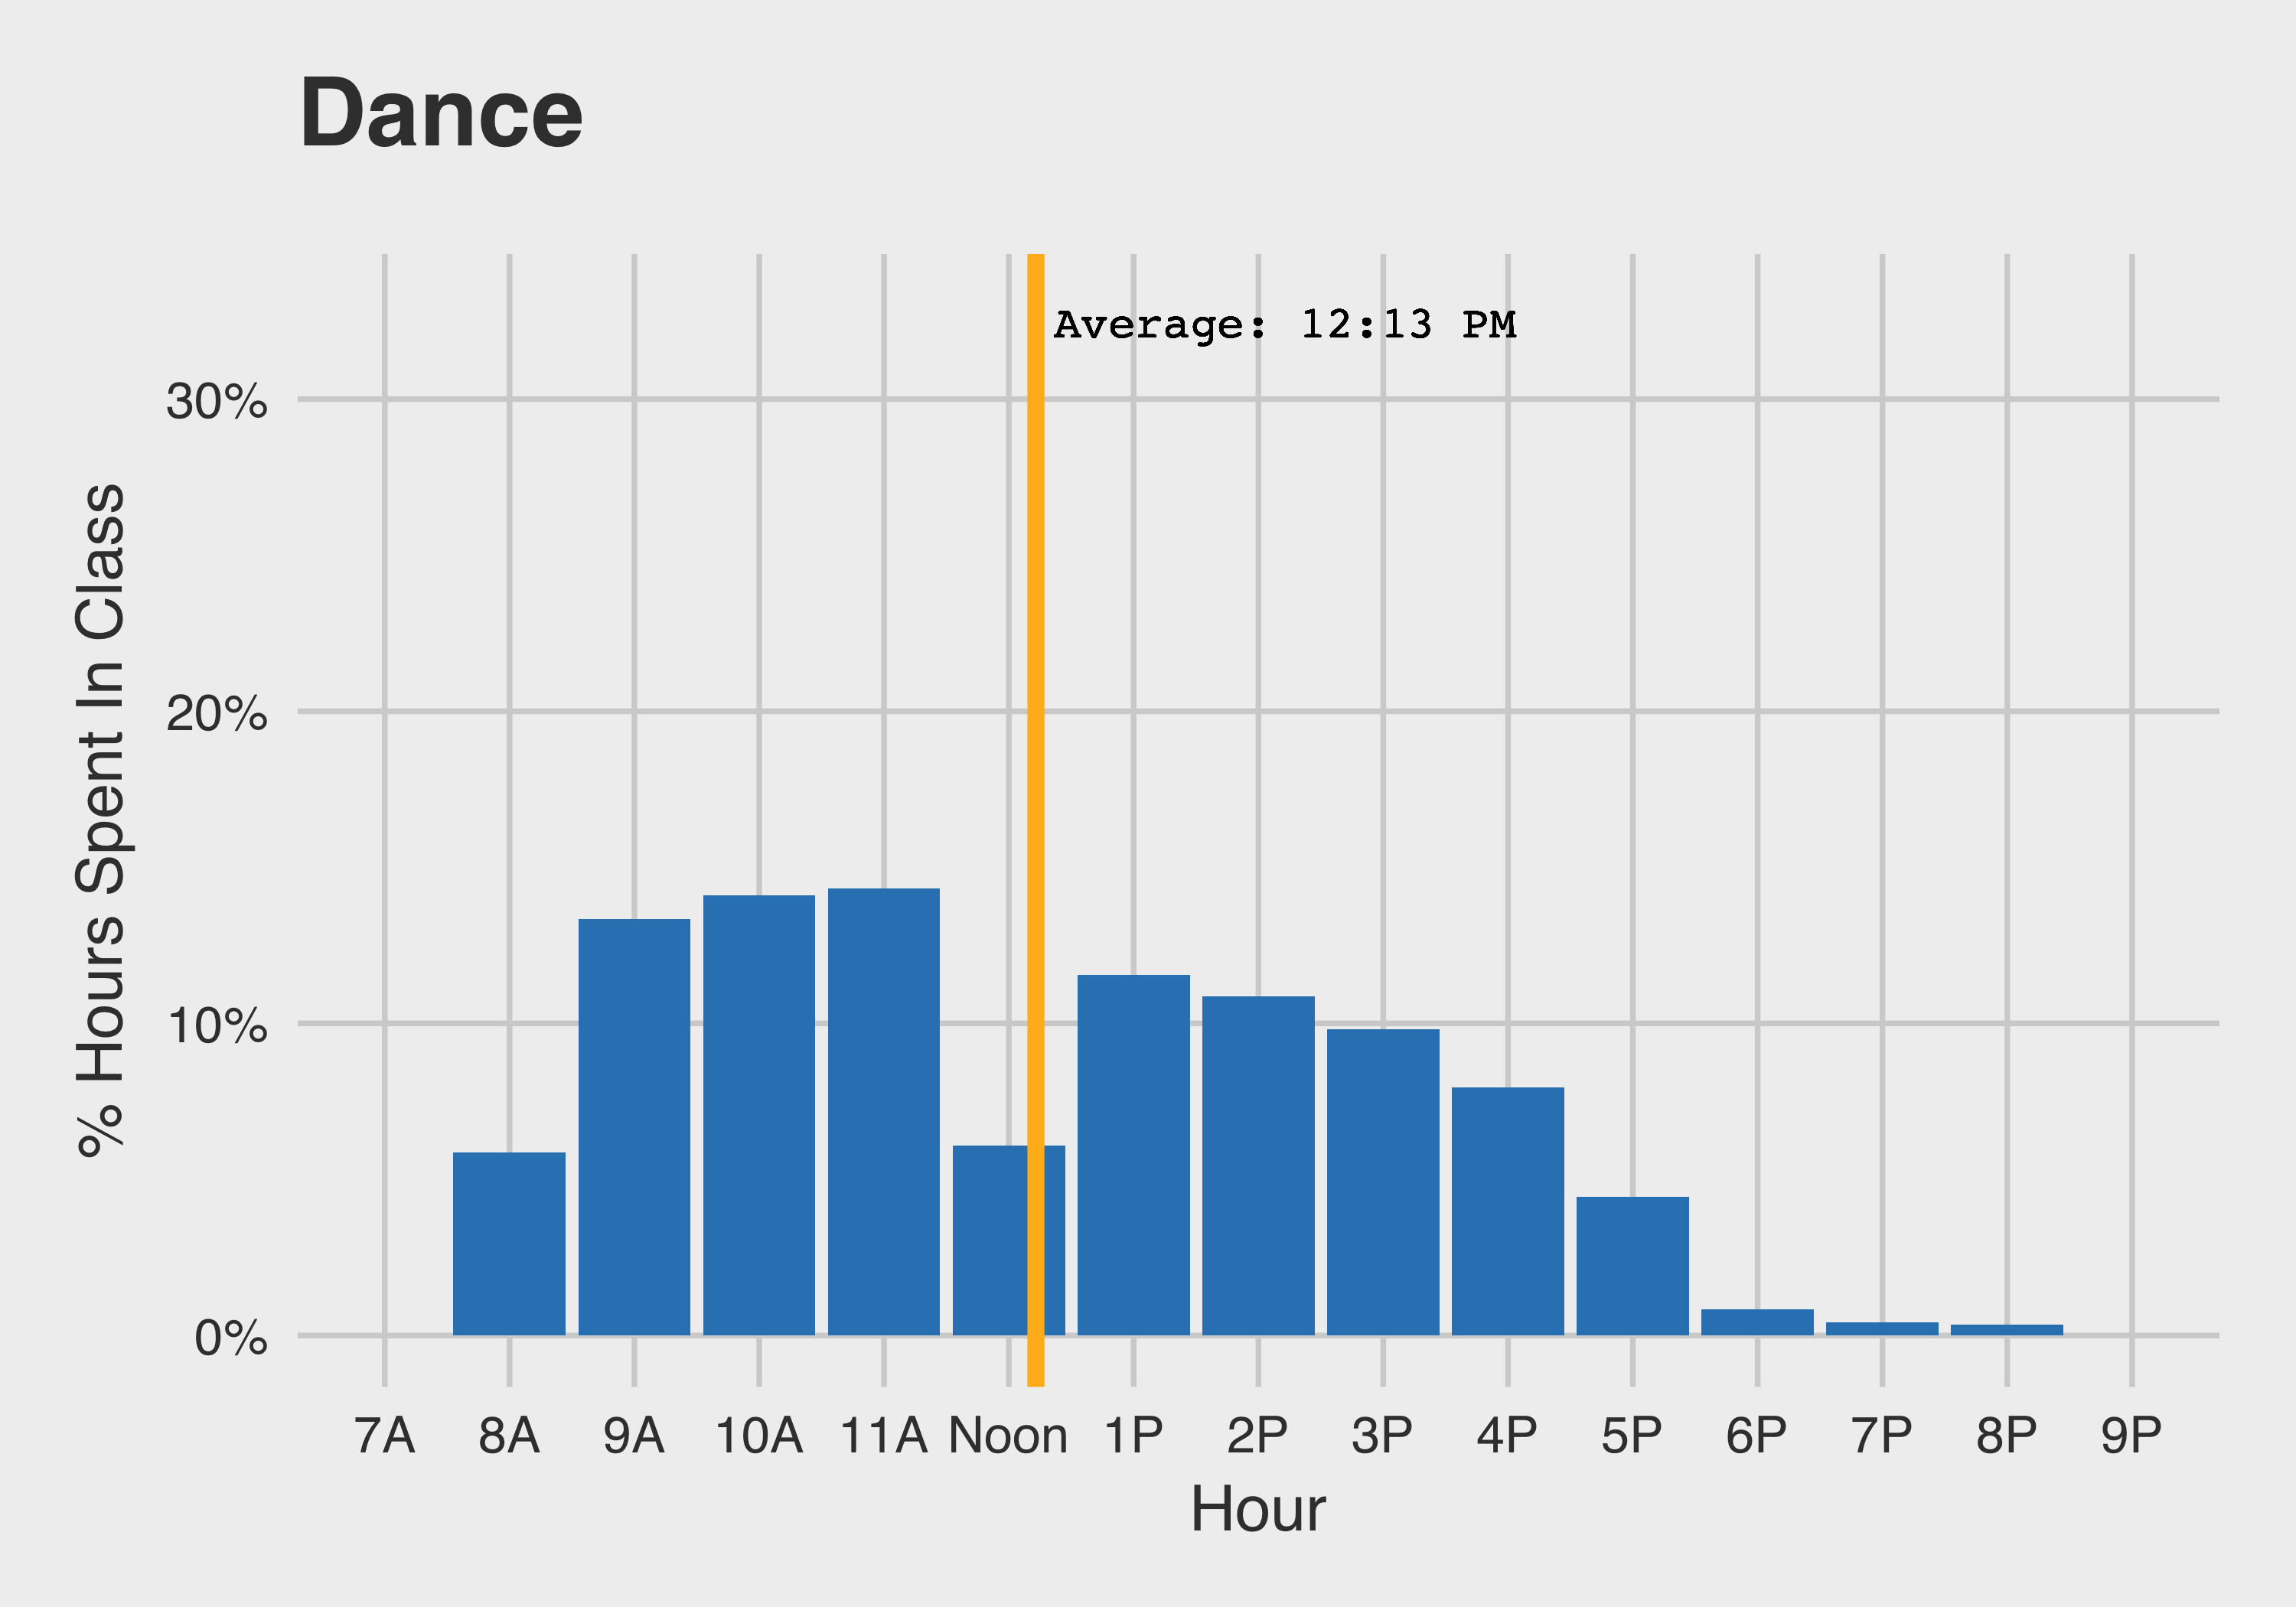 Dance
Average: 12:13 PM
30%
20%
10%
0%
% Hours Spent In Class
7A 8A 9A 10A 11A Noon 1P 2P 3P 4P 5P 6P 7P 8P 9P
Hour